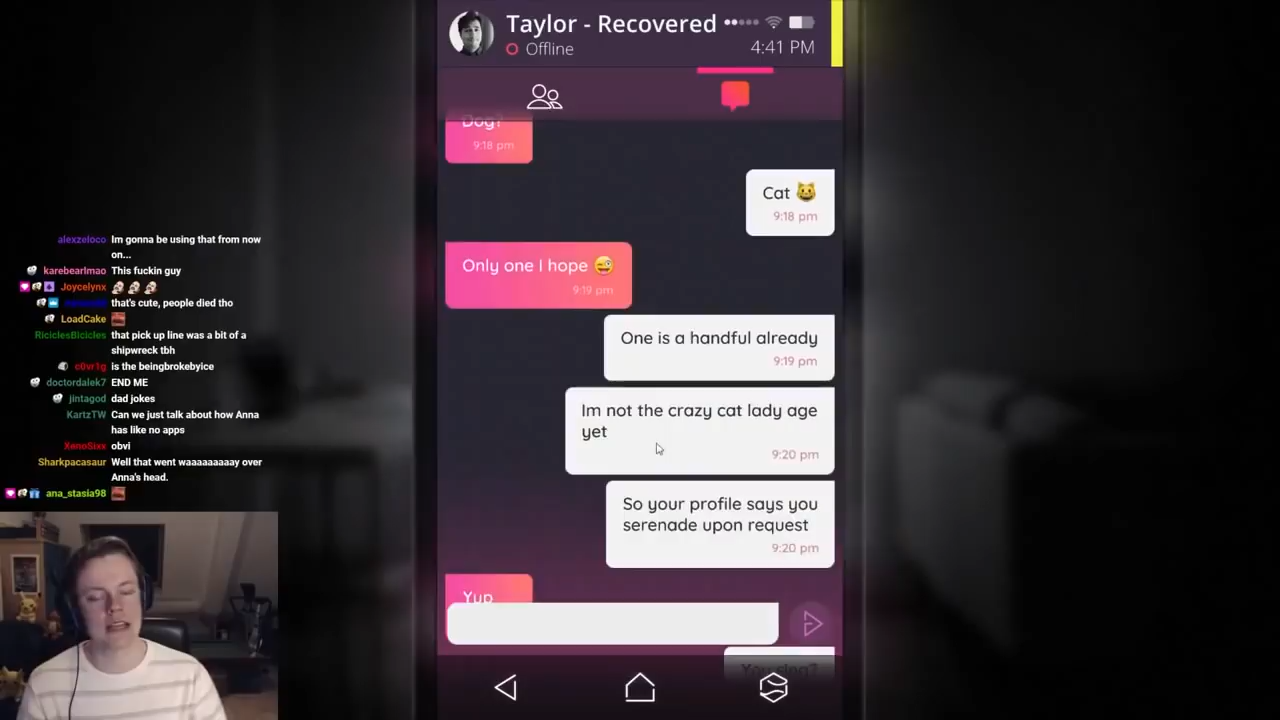 Taylor - Recovered
Offline
4:41 PM
Dog?
9:18 pm
Cat
9:18 pm
Only one I hope
9:19 pm
One is a handful already
9:19 pm
Im not the crazy cat lady age
yet
9:20 pm
So your profile says you
serenade upon request
9:20 pm
Yup
You sing?
alexzeloco Im gonna be using that from now
on...
karebearlmao This fuckin guy
Joycelynx
that's cute, people died tho
LoadCake
RiciclesBicicles that pick up line was a bit of a
shipwreck tbh
c0vr1g is the beingbrokebyice
doctordalek7 END ME
jintagod dad jokes
KartzTW Can we just talk about how Anna
has like no apps
XenoSixx obvi
Sharkpacasaur Well that went waaaaaaaaay over
Anna's head.
ana_stasia98